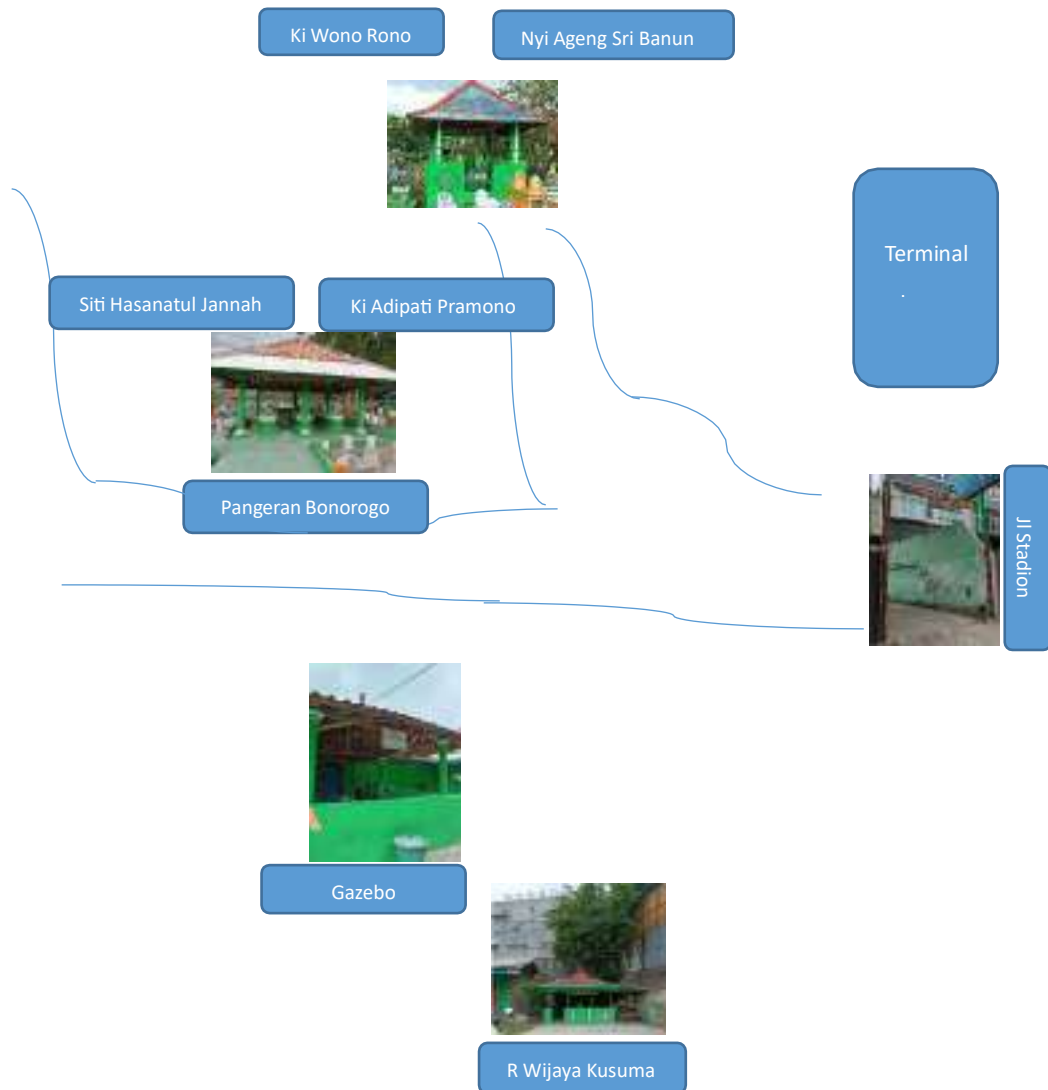 Ki Wono Rono
Nyi Ageng Sri Banun
Terminal
.
Siti Hasanatul Jannah
Ki Adipati Pramono
Pangeran Bonorogo
Jl Stadion
Gazebo
R Wijaya Kusuma